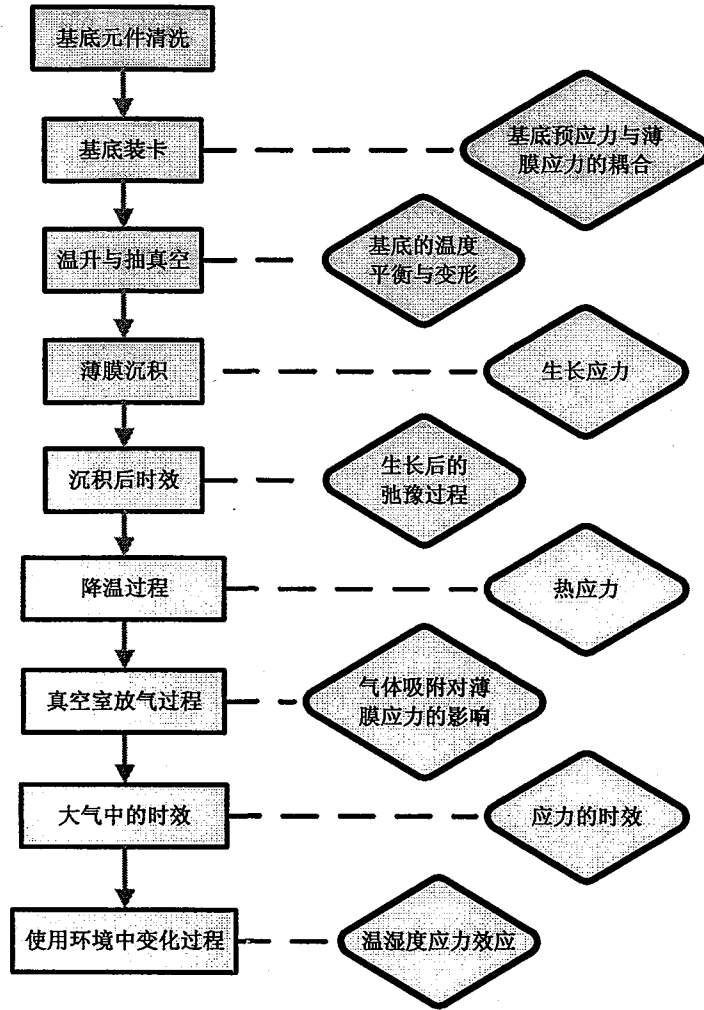 基底元件清洗
基底装卡
基底预应力与薄
膜应力的耦合
温升与抽真空
基底的温度
平衡与变形
薄膜沉积
生长应力
沉积后时效
生长后的
弛豫过程
降温过程
热应力
真空室放气过程
气体吸附对薄
膜应力的影响
大气中的时效
应力的时效
使用环境中变化过程
温湿度应力效应